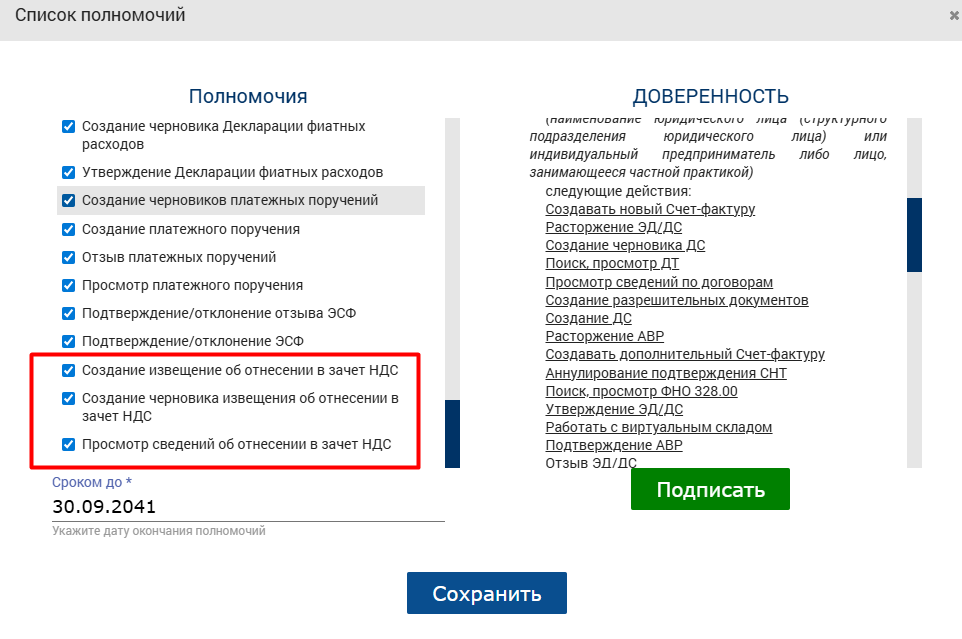 Список полномочий
Полномочия
Создание черновика Декларации фиатных
расходов
Утверждение Декларации фиатных расходов
Создание черновиков платежных поручений
Создание платежного поручения
Отзыв платежных поручений
Просмотр платежного поручения
Подтверждение/отклонение отзыва ЭСФ
Подтверждение/отклонение ЭСФ
Создание извещение об отнесении в зачет НДС
Создание черновика извещения об отнесении в
зачет НДС
Просмотр сведений об отнесении в зачет НДС
Сроком до *
30.09.2041
Укажите дату окончания полномочий
ДОВЕРЕННОСТЬ
(наименование юридического лица (структурного
подразделения юридического лица) или
индивидуальный предприниматель либо лицо,
занимающееся частной практикой)
следующие действия:
Создавать новый Счет-фактуру
Расторжение ЭД/ДС
Создание черновика ДС
Поиск, просмотр ДТ
Просмотр сведений по договорам
Создание разрешительных документов
Создание ДС
Расторжение АВР
Создавать дополнительный Счет-фактуру
Аннулирование подтверждения СНТ
Поиск, просмотр ФНО 328.00
Утверждение ЭД/ДС
Работать с виртуальным складом
Подтверждение АВР
Отзыв ЭД/ДС
Подписать
Сохранить